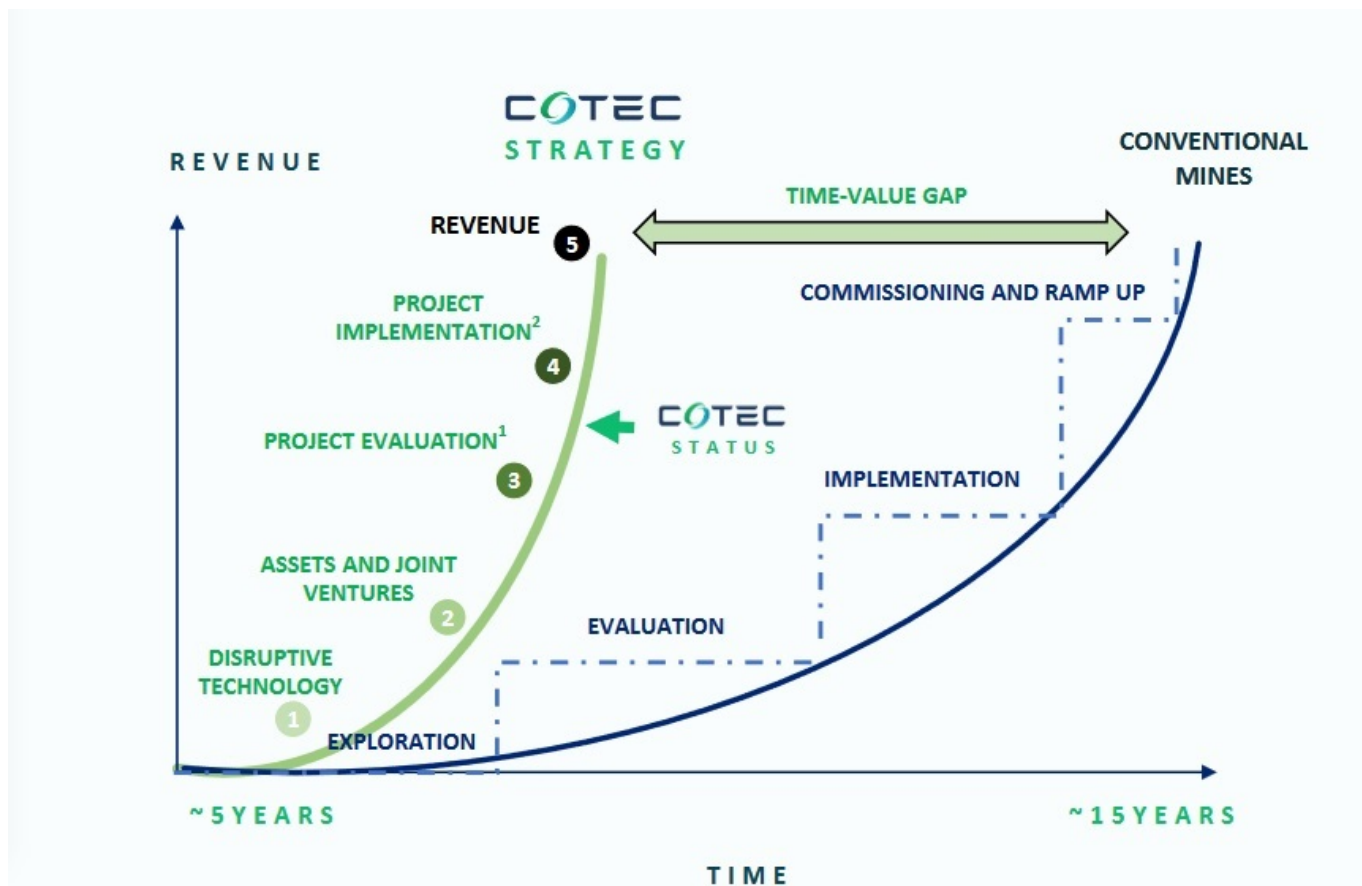 COTEC
STRATEGY
REVENUE
CONVENTIONAL
MINES
TIME-VALUE GAP
REVENUE
5
COMMISSIONING AND RAMP UP
PROJECT
IMPLEMENTATION²
4
COTEC
STATUS
PROJECT EVALUATION¹
3
IMPLEMENTATION
ASSETS AND JOINT
VENTURES
2
EVALUATION
DISRUPTIVE
TECHNOLOGY
1
EXPLORATION
~5YEARS
~15YEARS
TIME